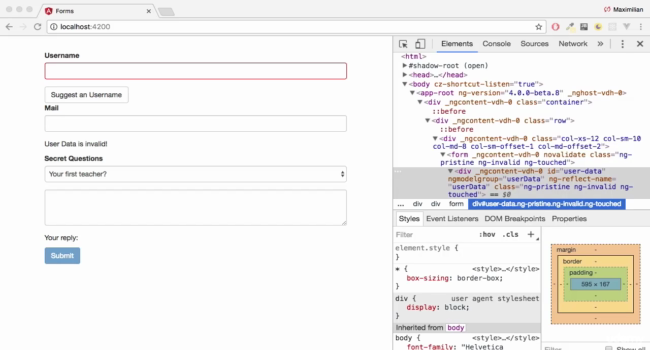 Forms
Maximilian
localhost:4200
Username
Suggest an Username
Mail
User Data is invalid!
Secret Questions
Your first teacher?
Your reply:
Submit
Elements Console Sources Network »
<html>
▶#shadow-root (open)
▶<head>…</head>
▼<body cz-shortcut-listen="true">
▼<app-root ng-version="4.0.0-beta.8" _nghost-vdh-0>
▼<div _ngcontent-vdh-0 class="container">
::before
▼<div _ngcontent-vdh-0 class="row">
::before
▼<div _ngcontent-vdh-0 class="col-xs-12 col-sm-10
col-md-8 col-sm-offset-1 col-md-offset-2">
▼<form _ngcontent-vdh-0 novalidate class="ng-
pristine ng-invalid ng-touched">
… ▼<div _ngcontent-vdh-0 id="user-data"
ngmodelgroup="userData" ng-reflect-name=
"userData" class="ng-pristine ng-invalid ng-
touched"> == $0
… div div form div#user-data.ng-pristine.ng-invalid.ng-touched
Styles Event Listeners DOM Breakpoints Properties
Filter :hov .cls +
element.style {
}
* { <style>…</style>
box-sizing: border-box;
}
div { user agent stylesheet
display: block;
}
Inherited from body
body { <style>…</style>
font-family: "Helvetica
margin -
border -
padding -
595 × 167
Filter Show all